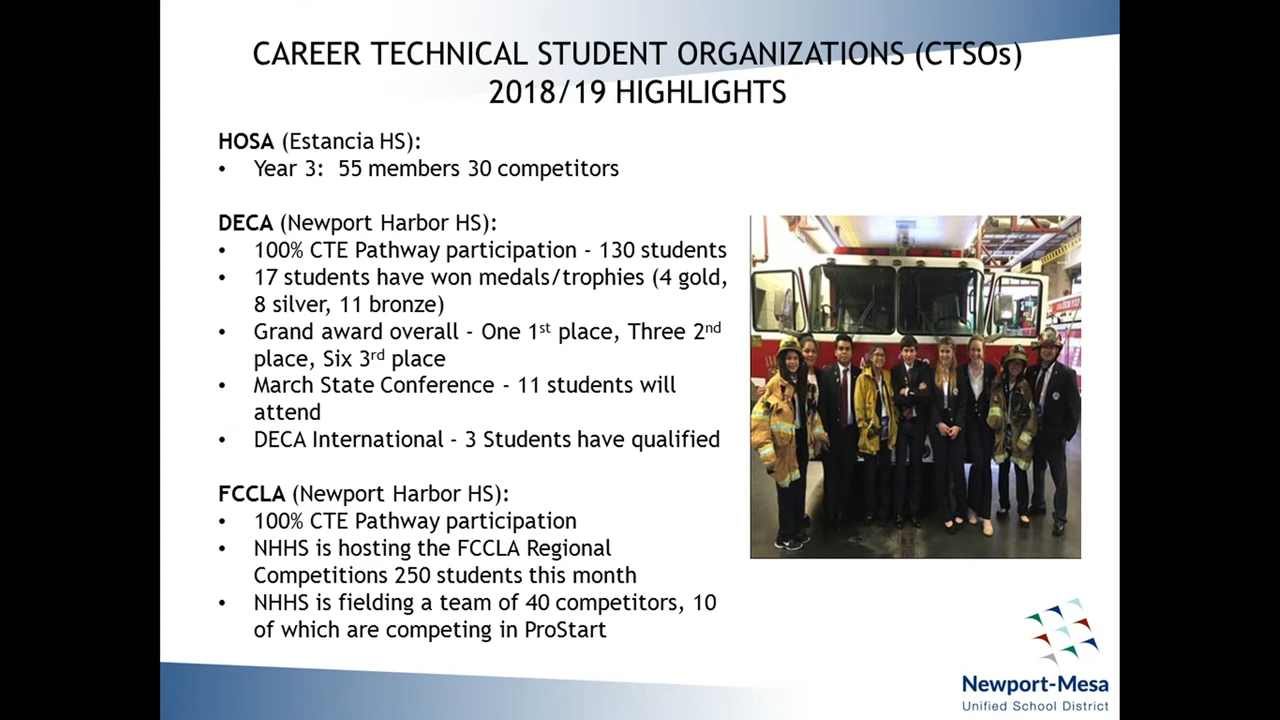 CAREER TECHNICAL STUDENT ORGANIZATIONS (CTSOs)
2018/19 HIGHLIGHTS
HOSA (Estancia HS):
• Year 3: 55 members 30 competitors
DECA (Newport Harbor HS):
• 100% CTE Pathway participation - 130 students
• 17 students have won medals/trophies (4 gold,
8 silver, 11 bronze)
• Grand award overall - One 1st place, Three 2nd
place, Six 3rd place
• March State Conference - 11 students will
attend
• DECA International - 3 Students have qualified
FCCLA (Newport Harbor HS):
• 100% CTE Pathway participation
• NHHS is hosting the FCCLA Regional
Competitions 250 students this month
• NHHS is fielding a team of 40 competitors, 10
of which are competing in ProStart
Newport-Mesa
Unified School District